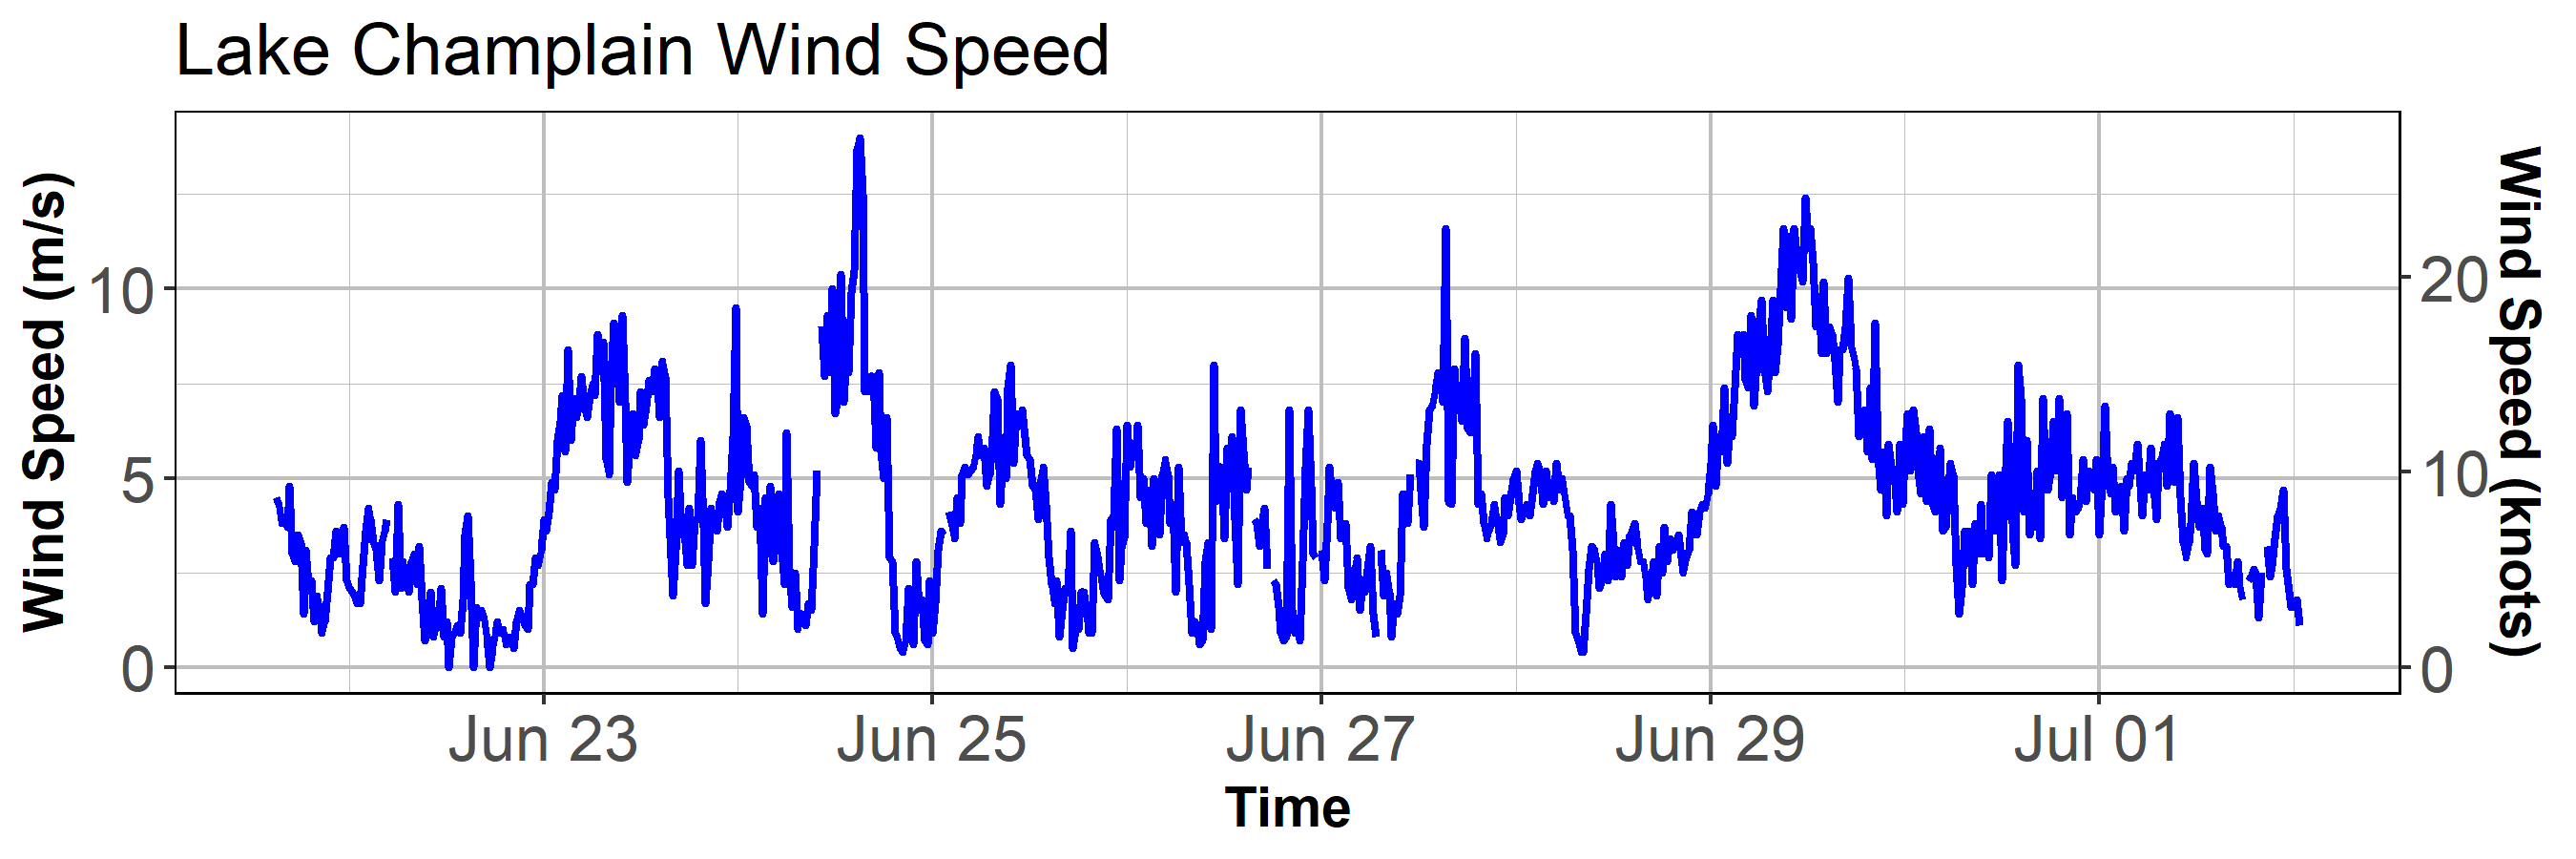 Lake Champlain Wind Speed
Wind Speed (m/s)
10
5
0
20
10
0
Wind Speed (knots)
Jun 23
Jun 25
Jun 27
Jun 29
Jul 01
Time